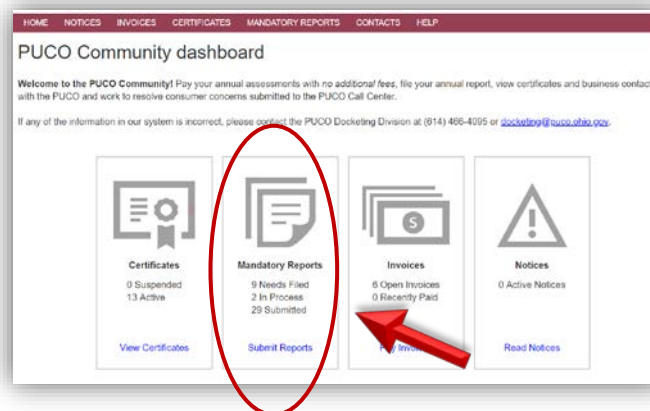 HOME NOTICES INVOICES CERTIFICATES MANDATORY REPORTS CONTACTS HELP
PUCO Community dashboard
Welcome to the PUCO Community! Pay your annual assessments with no additional fees, file your annual report, view certificates and business contact
with the PUCO and work to resolve consumer concerns submitted to the PUCO Call Center.
If any of the information in our system is incorrect, please contact the PUCO Docketing Division at (614) 466-4095 or docketing@puco.ohio.gov.
Certificates
0 Suspended
13 Active
View Certificates
Mandatory Reports
9 Needs Filed
2 In Process
29 Submitted
Submit Reports
$
Invoices
6 Open Invoices
0 Recently Paid
Notices
0 Active Notices
Read Notices